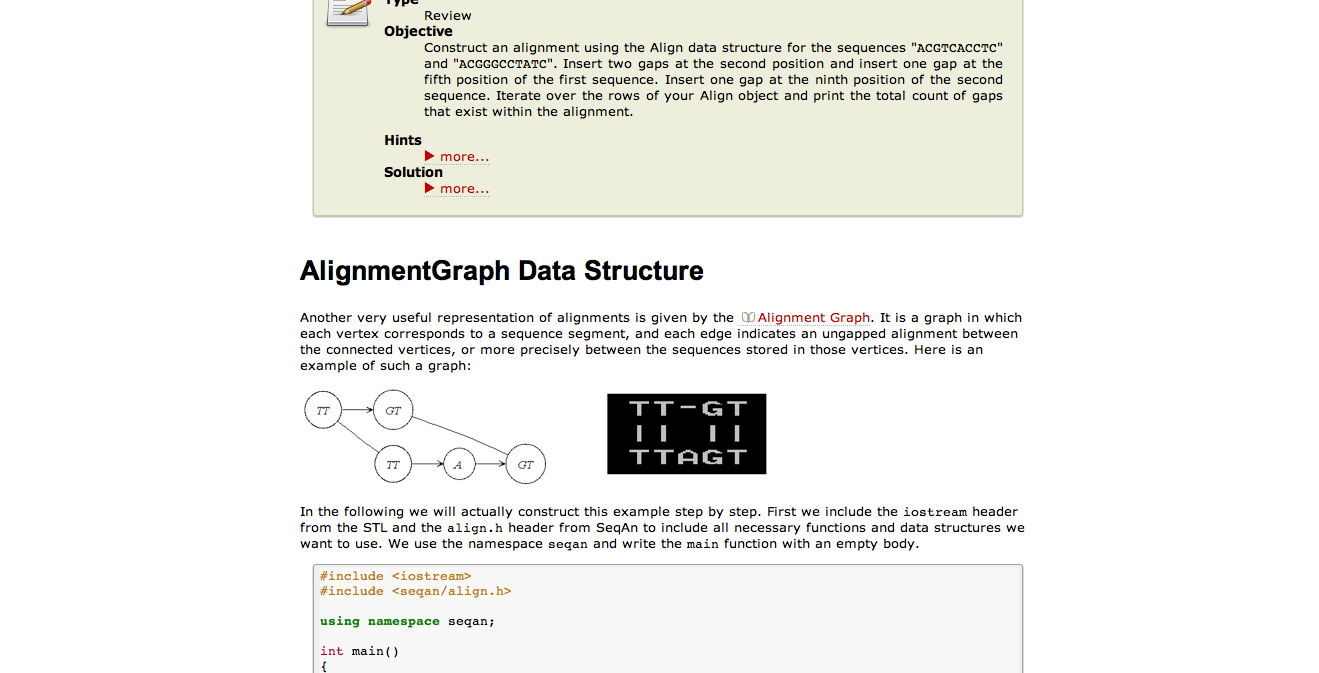 Type
Review
Objective
Construct an alignment using the Align data structure for the sequences "ACGTCACCTC"
and "ACGGGCCTATC". Insert two gaps at the second position and insert one gap at the
fifth position of the first sequence. Insert one gap at the ninth position of the second
sequence. Iterate over the rows of your Align object and print the total count of gaps
that exist within the alignment.
Hints
more...
Solution
more...
AlignmentGraph Data Structure
Another very useful representation of alignments is given by the Alignment Graph. It is a graph in which
each vertex corresponds to a sequence segment, and each edge indicates an ungapped alignment between
the connected vertices, or more precisely between the sequences stored in those vertices. Here is an
example of such a graph:
TT GT
TT A GT
TT-GT
|| ||
TTAGT
In the following we will actually construct this example step by step. First we include the iostream header
from the STL and the align.h header from SeqAn to include all necessary functions and data structures we
want to use. We use the namespace seqan and write the main function with an empty body.
#include <iostream>
#include <seqan/align.h>
using namespace seqan;
int main()
{